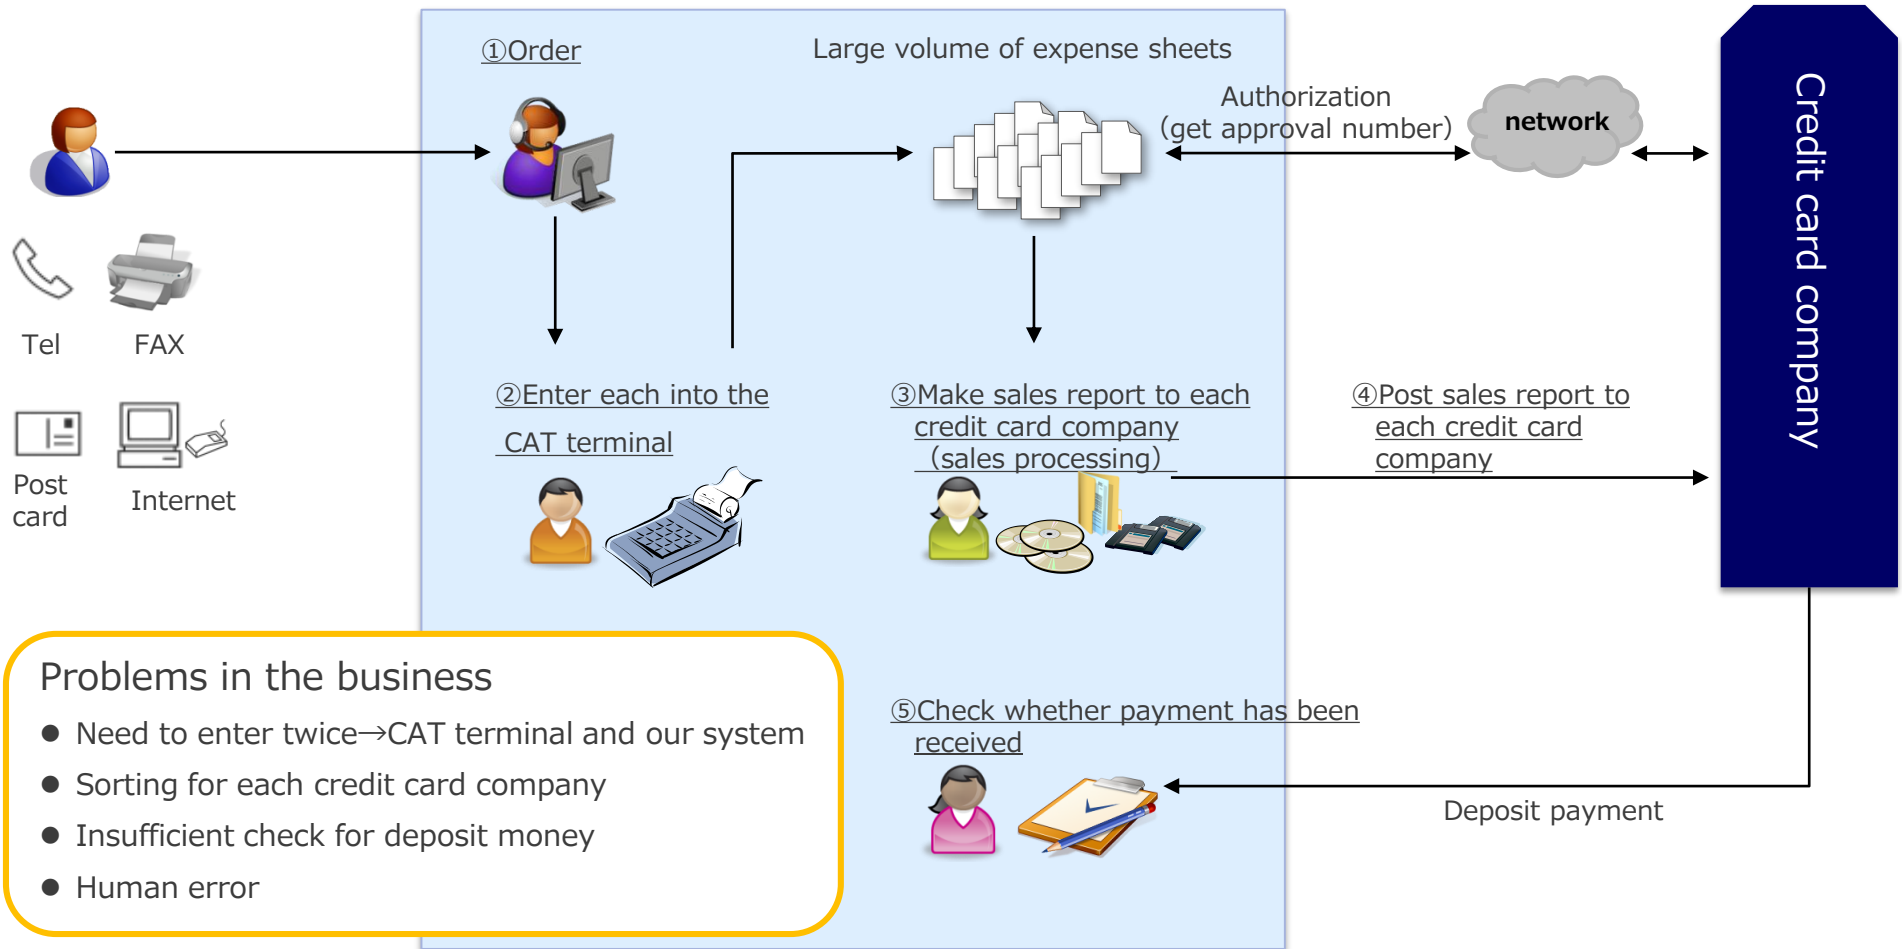 ①Order
Large volume of expense sheets
Authorization
（get approval number）
network
Credit card company
Tel
FAX
Post
card
Internet
②Enter each into the
CAT terminal
③Make sales report to each
credit card company
（sales processing）
④Post sales report to
each credit card
company
Problems in the business
● Need to enter twice→CAT terminal and our system
● Sorting for each credit card company
● Insufficient check for deposit money
● Human error
⑤Check whether payment has been
received
Deposit payment